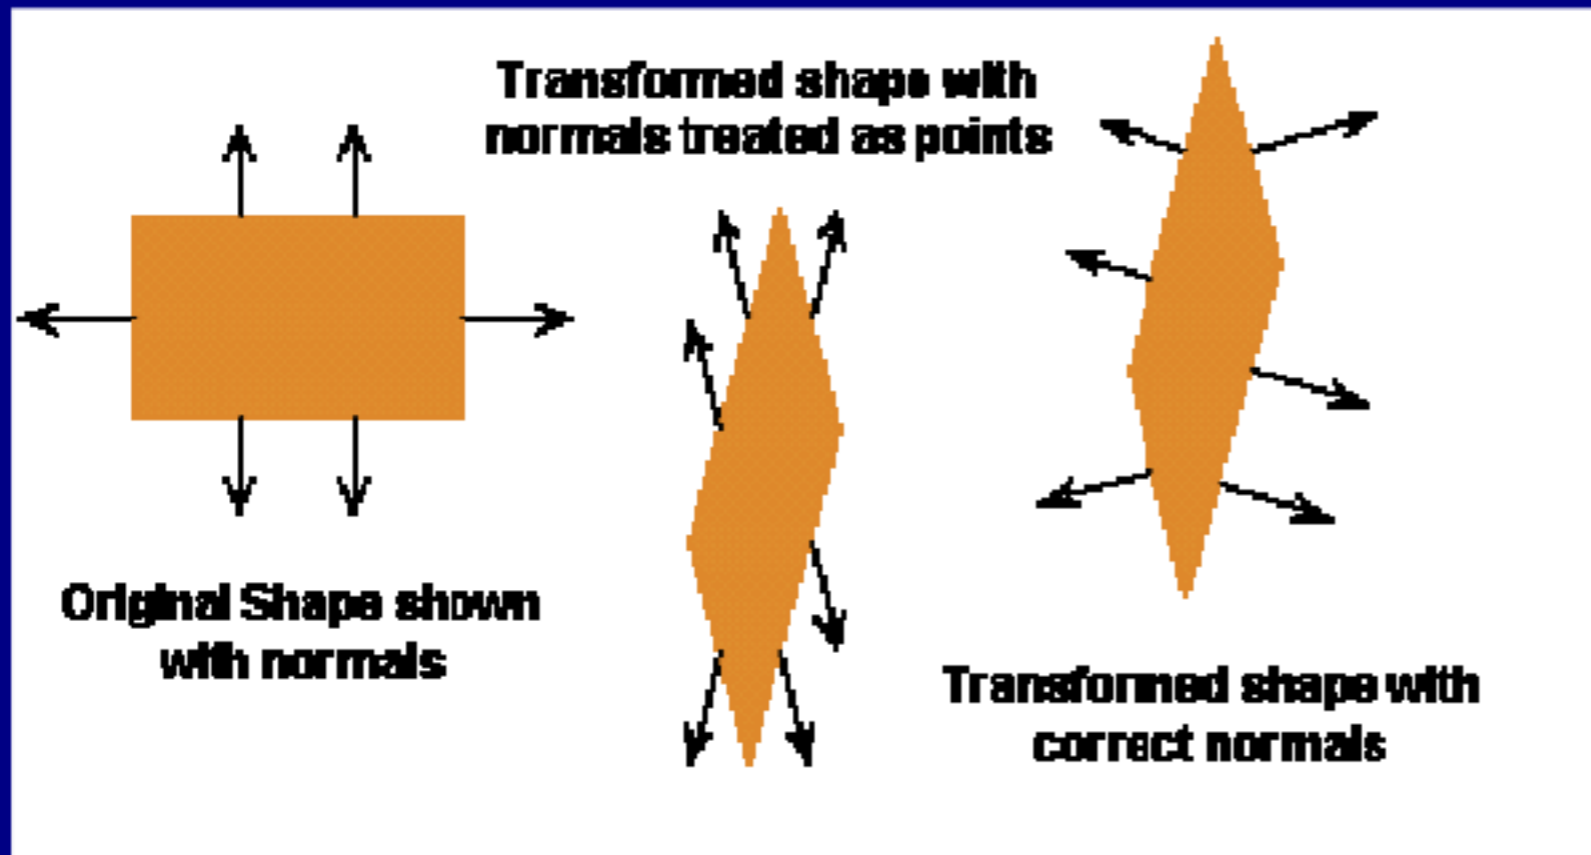 Transformed shape with
normals treated as points
Original Shape shown
with normals
Transformed shape with
correct normals